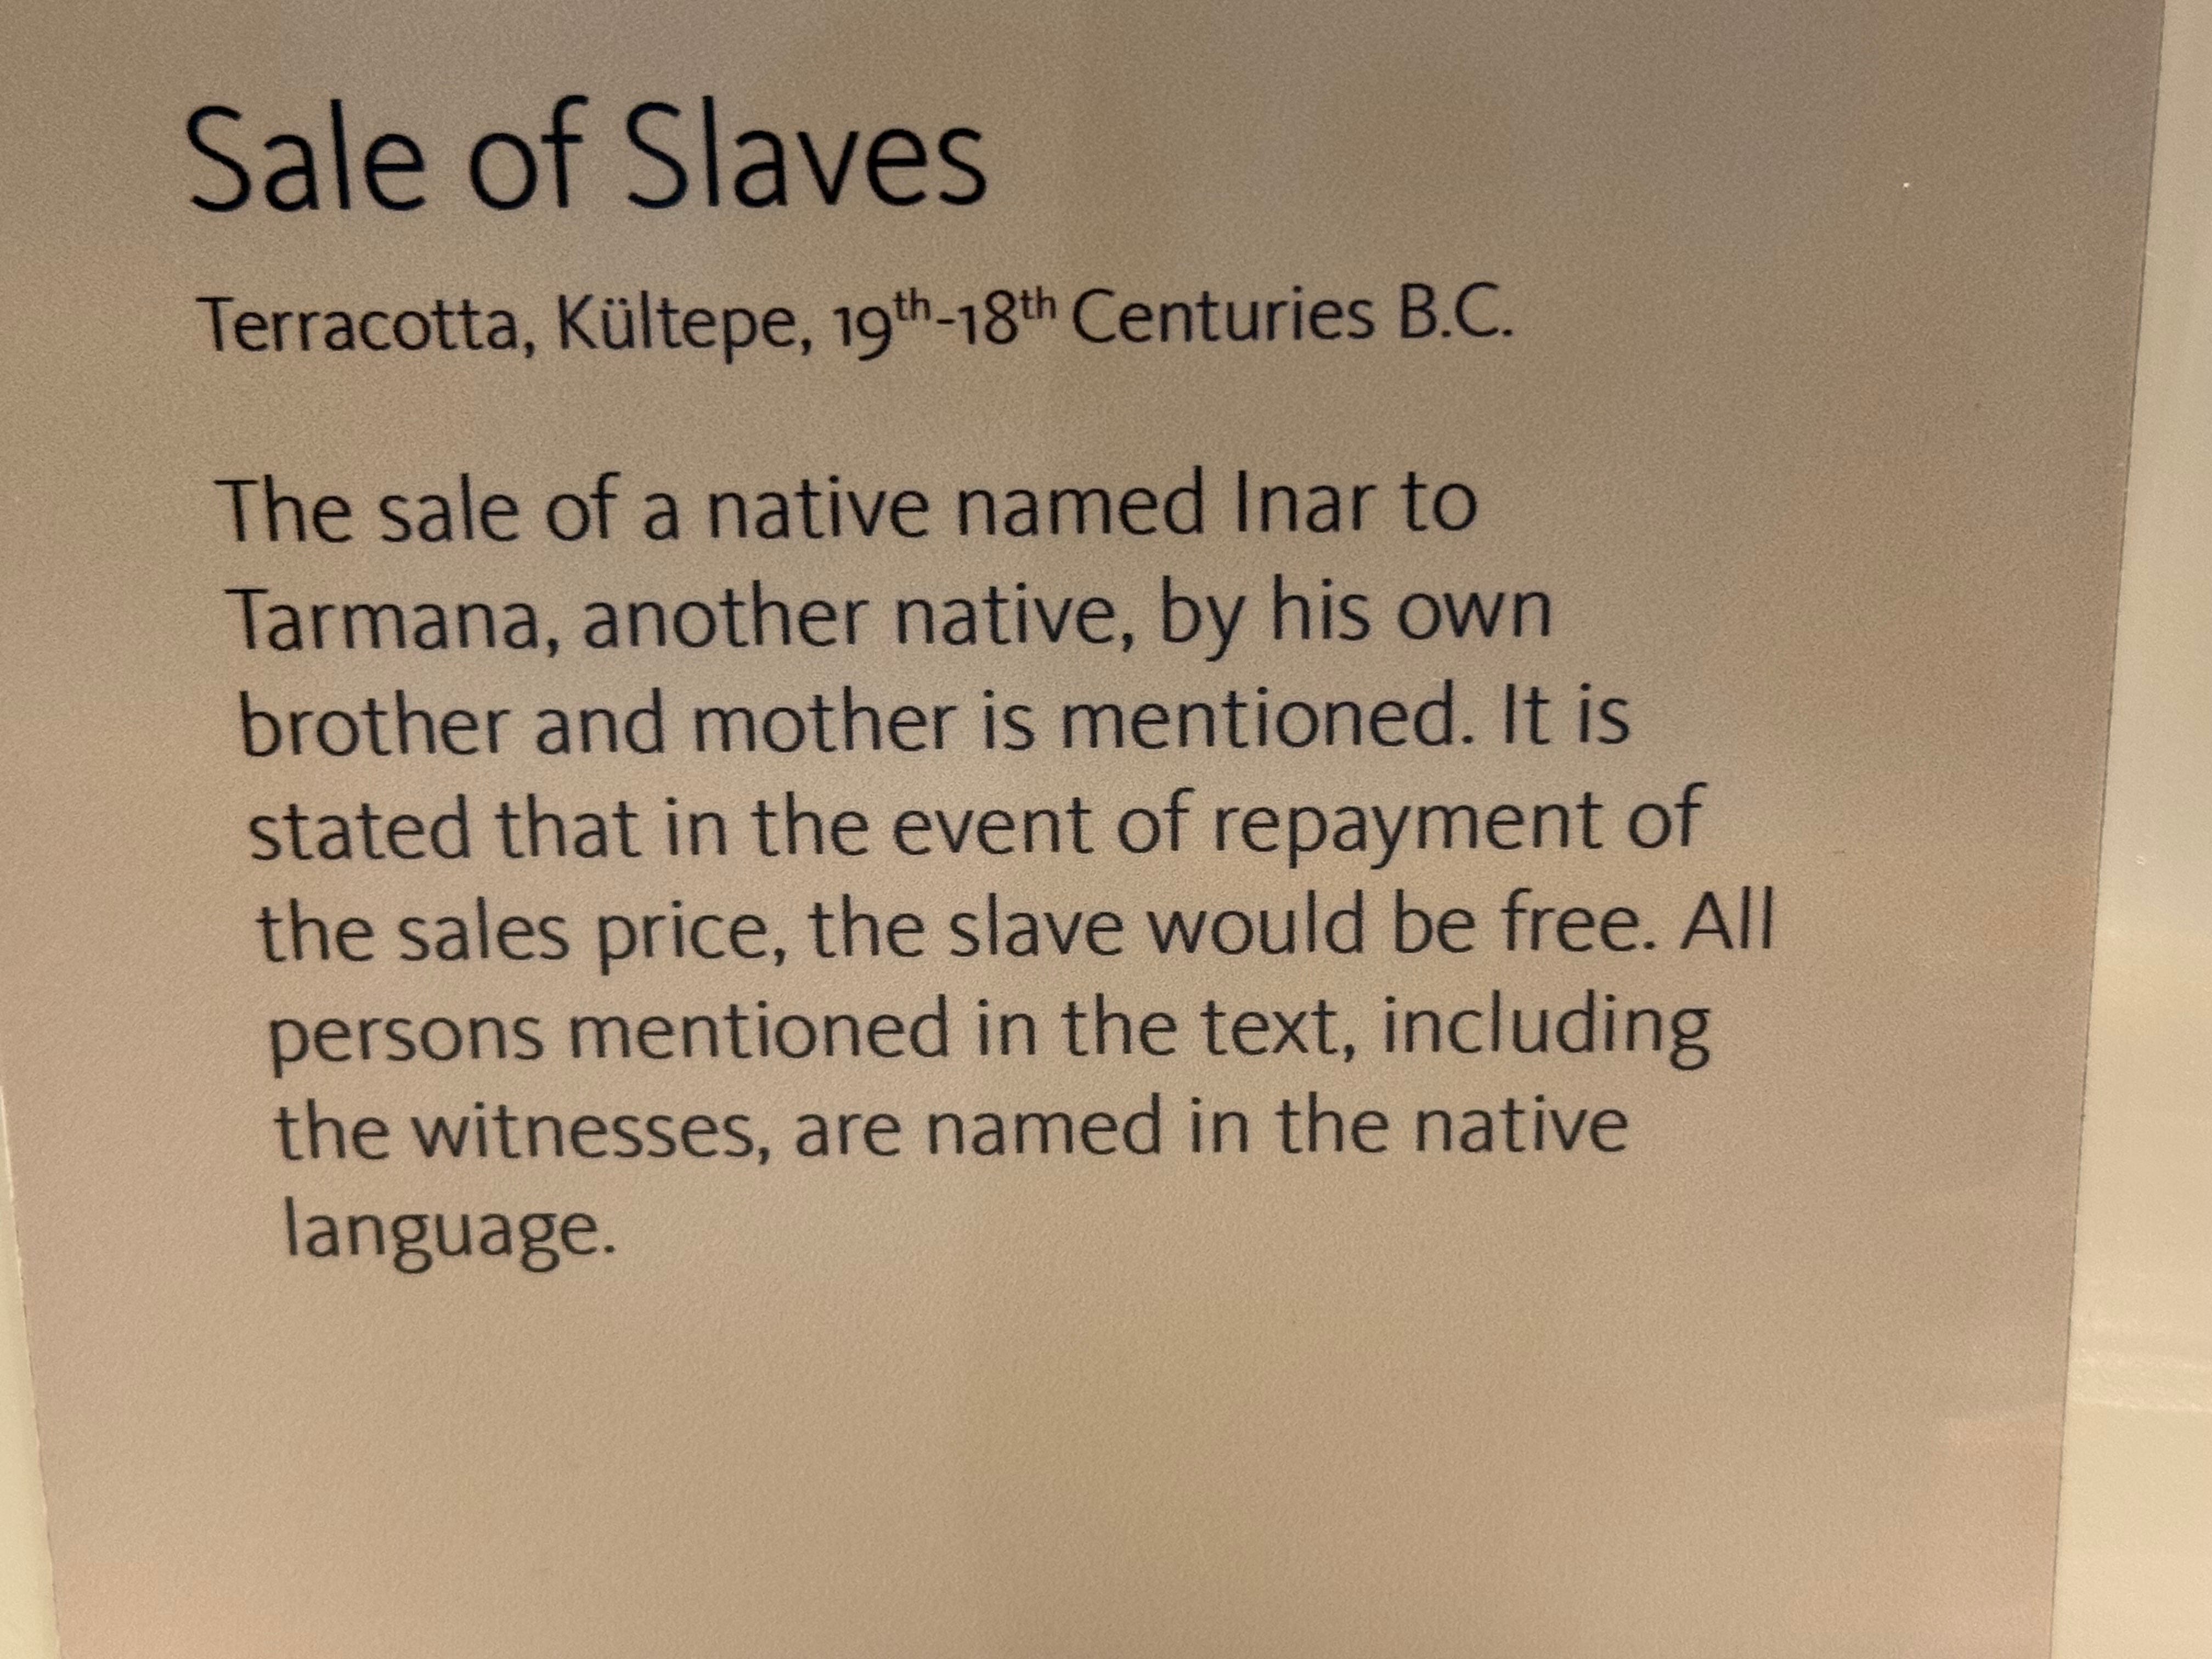 Sale of Slaves
Terracotta, Kültepe, 19th-18th Centuries B.C.
The sale of a native named Inar to
Tarmana, another native, by his own
brother and mother is mentioned. It is
stated that in the event of repayment of
the sales price, the slave would be free. All
persons mentioned in the text, including
the witnesses, are named in the native
language.